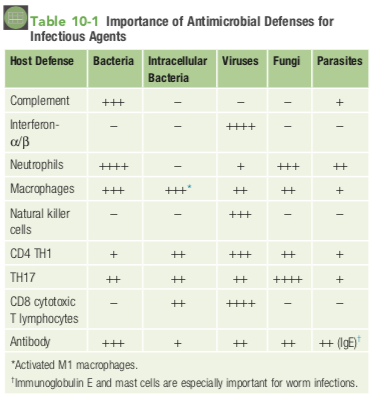 Table 10-1 Importance of Antimicrobial Defenses for
Infectious Agents
Host Defense Bacteria Intracellular Bacteria Viruses Fungi Parasites
Complement +++ – – – +
Interferon-α/β – – ++++ – –
Neutrophils ++++ – + +++ ++
Macrophages +++ +++* ++ ++ +
Natural killer cells – – +++ – –
CD4 TH1 + ++ +++ ++ +
TH17 ++ ++ ++ ++++ +
CD8 cytotoxic T lymphocytes – ++ ++++ – –
Antibody +++ + ++ ++ ++ (IgE)†
*Activated M1 macrophages.
†Immunoglobulin E and mast cells are especially important for worm infections.